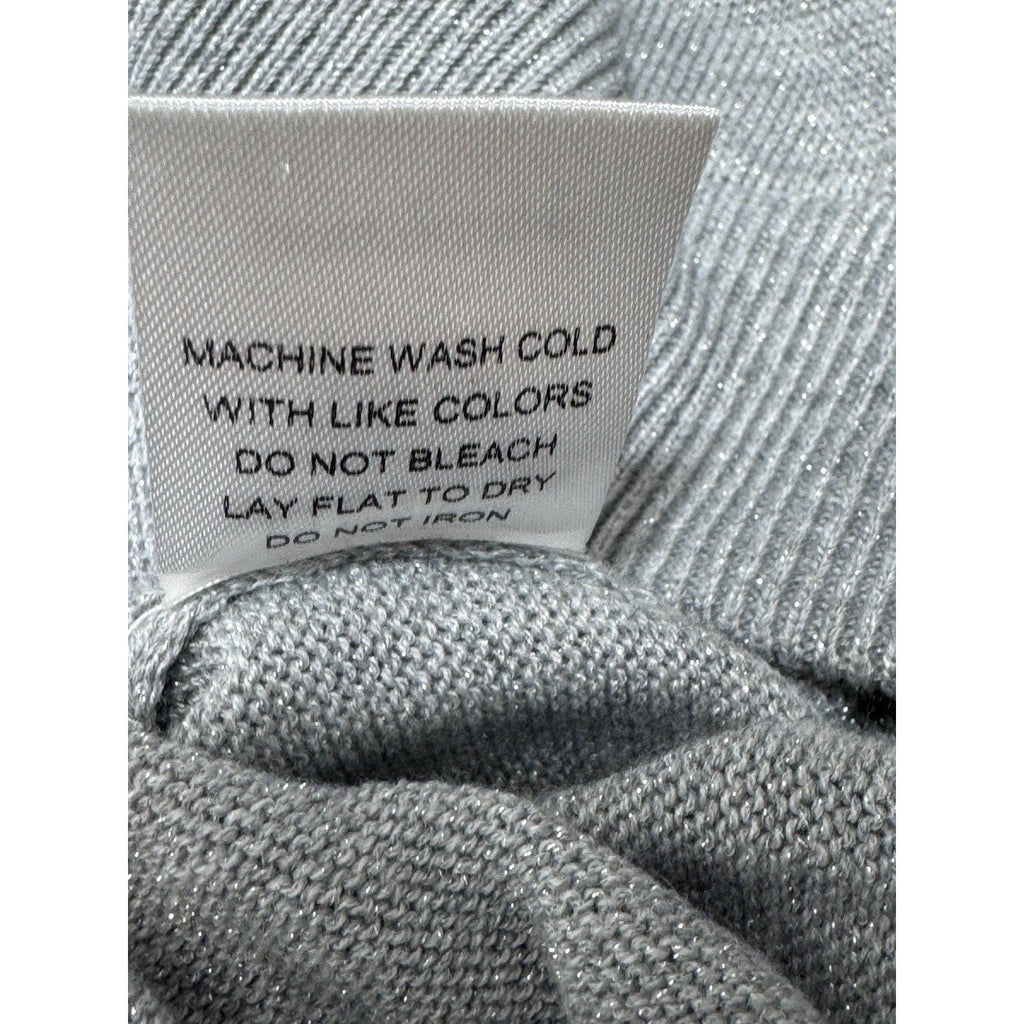 MACHINE WASH COLD
WITH LIKE COLORS
DO NOT BLEACH
LAY FLAT TO DRY
DO NOT IRON